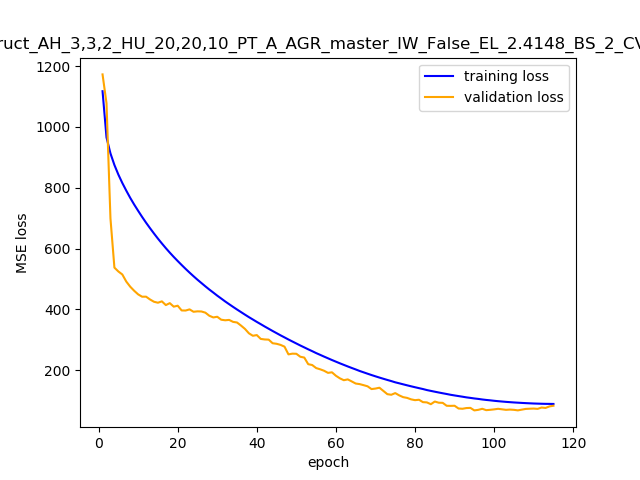 ruct_AH_3,3,2_HU_20,20,10_PT_A_AGR_master_IW_False_EL_2.4148_BS_2_CV
training loss
validation loss
1200
1000
800
600
400
200
MSE loss
0 20 40 60 80 100 120
epoch